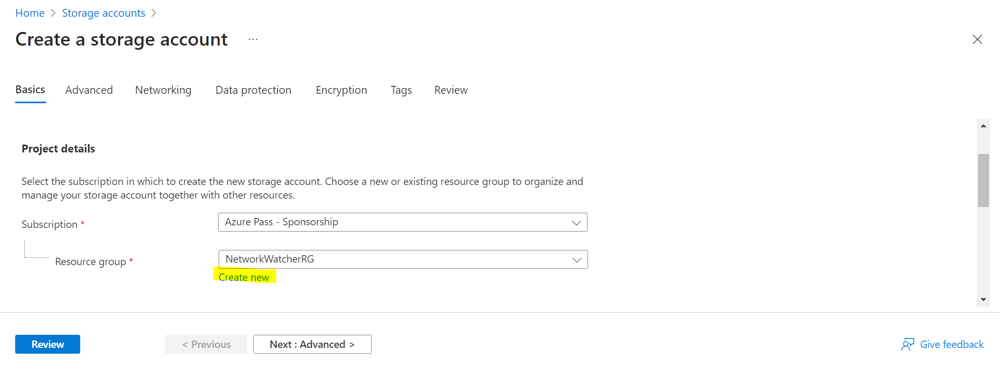 Home > Storage accounts >
Create a storage account ...
Basics Advanced Networking Data protection Encryption Tags Review
Project details
Select the subscription in which to create the new storage account. Choose a new or existing resource group to organize and
manage your storage account together with other resources.
Subscription * Azure Pass - Sponsorship
Resource group * NetworkWatcherRG
Create new
Review < Previous Next : Advanced > Give feedback